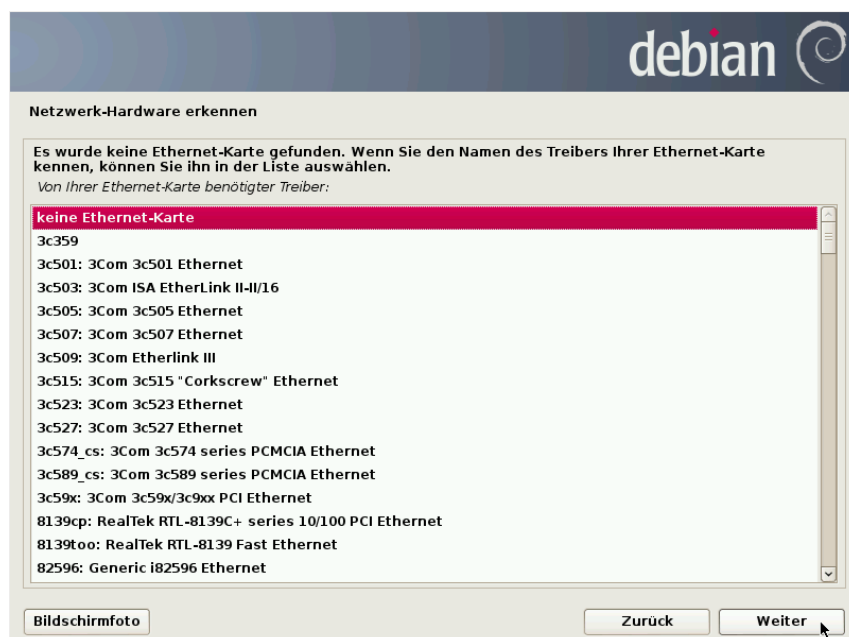 debian
Netzwerk-Hardware erkennen
Es wurde keine Ethernet-Karte gefunden. Wenn Sie den Namen des Treibers Ihrer Ethernet-Karte
kennen, können Sie ihn in der Liste auswählen.
Von Ihrer Ethernet-Karte benötigter Treiber:
keine Ethernet-Karte
3c359
3c501: 3Com 3c501 Ethernet
3c503: 3Com ISA EtherLink II-II/16
3c505: 3Com 3c505 Ethernet
3c507: 3Com 3c507 Ethernet
3c509: 3Com Etherlink III
3c515: 3Com 3c515 "Corkscrew" Ethernet
3c523: 3Com 3c523 Ethernet
3c527: 3Com 3c527 Ethernet
3c574_cs: 3Com 3c574 series PCMCIA Ethernet
3c589_cs: 3Com 3c589 series PCMCIA Ethernet
3c59x: 3Com 3c59x/3c9xx PCI Ethernet
8139cp: RealTek RTL-8139C+ series 10/100 PCI Ethernet
8139too: RealTek RTL-8139 Fast Ethernet
82596: Generic i82596 Ethernet
Bildschirmfoto
Zurück
Weiter